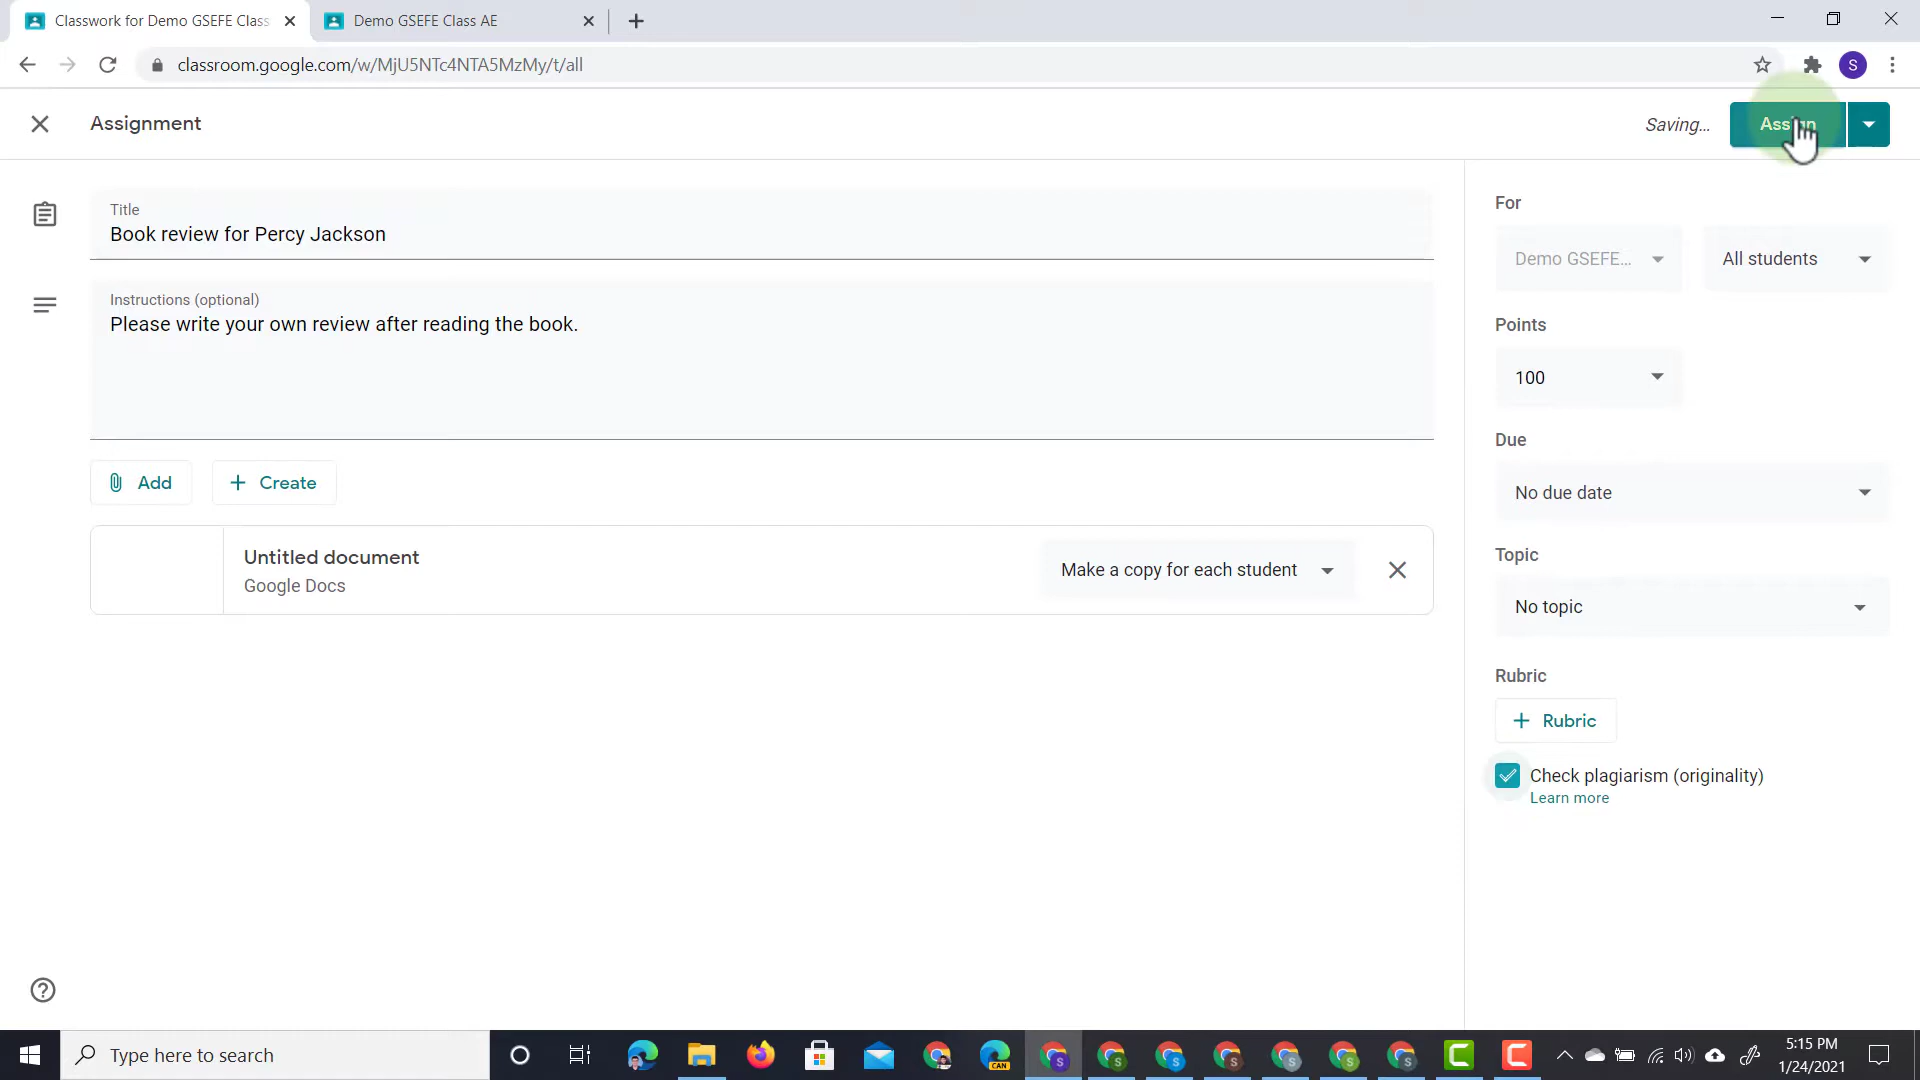 Classwork for Demo GSEFE Class
Demo GSEFE Class AE
classroom.google.com/w/MjU5NTc4NTA5MzMy/t/all
S
Assignment
Saving...
Assign
Title
Book review for Percy Jackson
Instructions (optional)
Please write your own review after reading the book.
Add
Create
Untitled document
Google Docs
Make a copy for each student
For
Demo GSEFE...
All students
Points
100
Due
No due date
Topic
No topic
Rubric
Rubric
Check plagiarism (originality)
Learn more
Type here to search
CAN
5:15 PM
1/24/2021